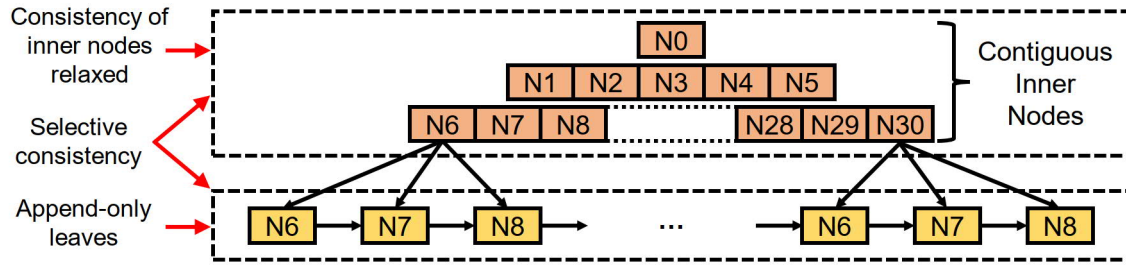 Consistency of
inner nodes
relaxed
Selective
consistency
Append-only
leaves
N0
N1 N2 N3 N4 N5
N6 N7 N8 N28 N29 N30
Contiguous
Inner
Nodes
N6 N7 N8 ... N6 N7 N8